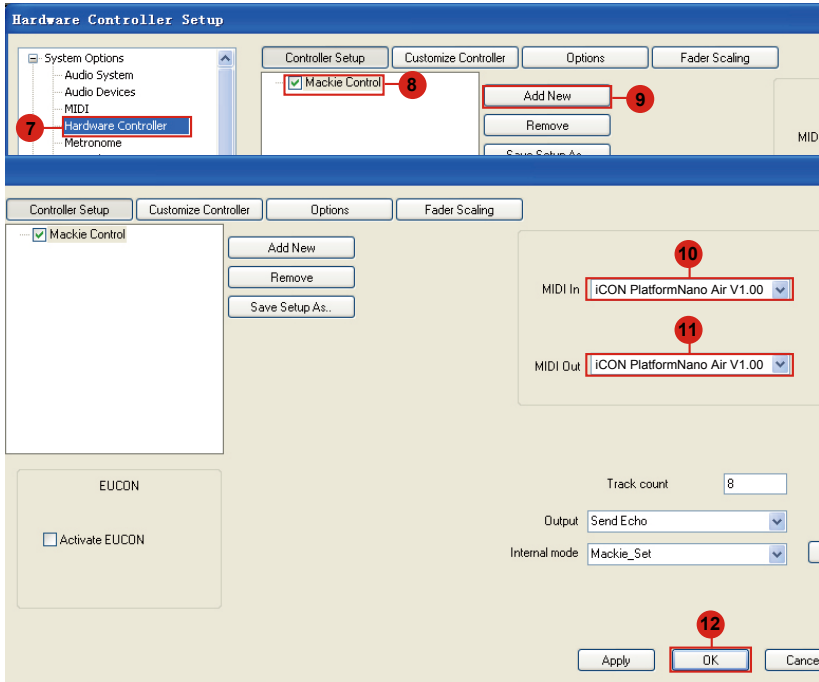 Hardware Controller Setup
System Options
Audio System
Audio Devices
MIDI
Hardware Controller
Metronome
7
Controller Setup
Customize Controller
Options
Fader Scaling
Mackie Control
8
Add New
9
Remove
Save Setup As
MID
Controller Setup
Customize Controller
Options
Fader Scaling
Mackie Control
Add New
Remove
Save Setup As..
10
MIDI In
iCON PlatformNano Air V1.00
11
MIDI Out
iCON PlatformNano Air V1.00
EUCON
Activate EUCON
Track count
8
Output
Send Echo
Internal mode
Mackie_Set
12
Apply
OK
Cance